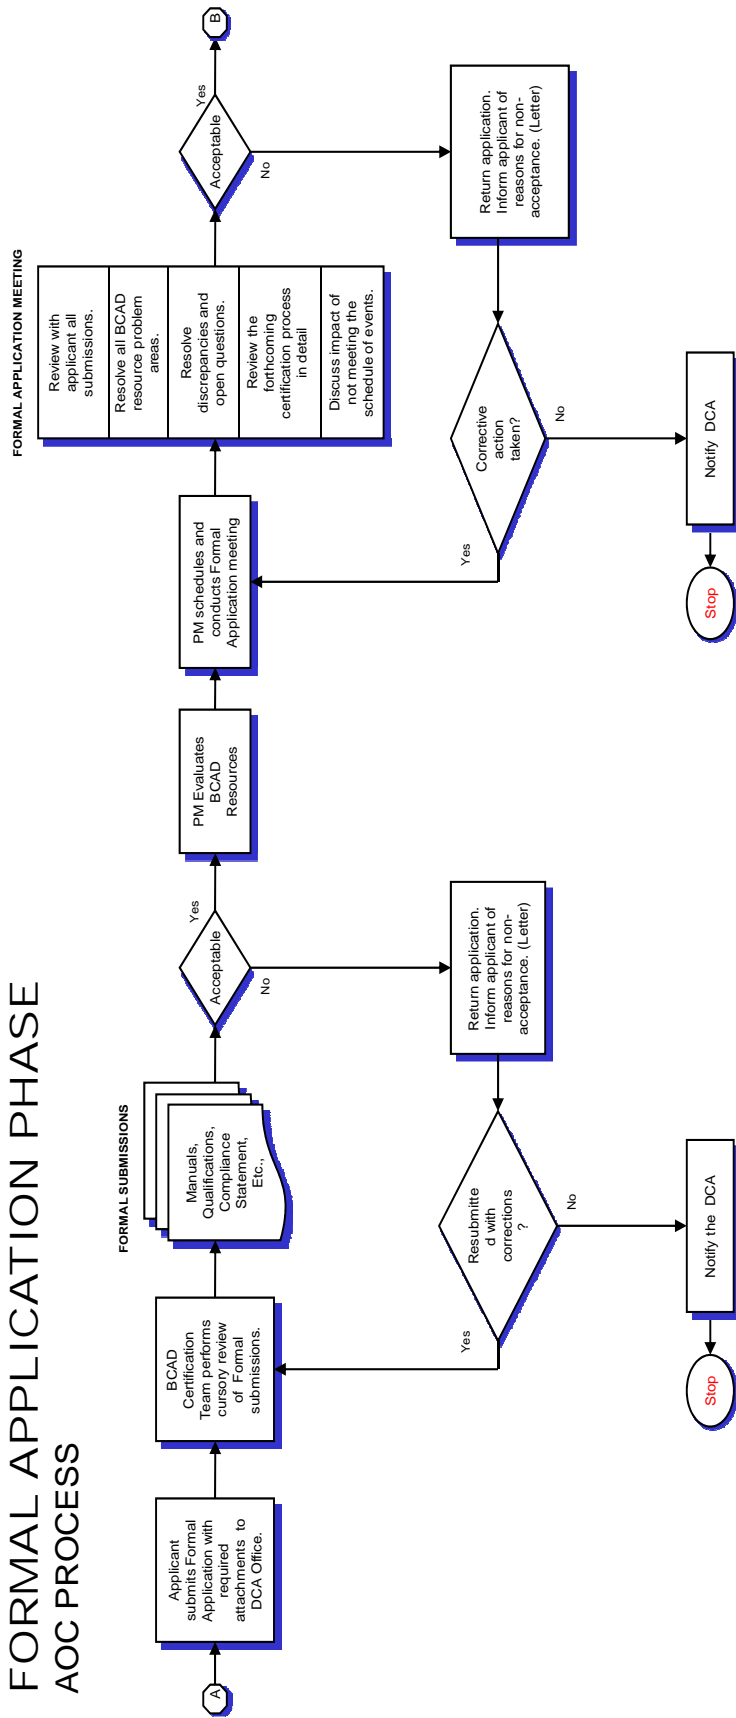 FORMAL APPLICATION PHASE
AOC PROCESS
A
Applicant
submits Formal
Application with
required
attachments to
DCA Office.
BCAD
Certification
Team performs
cursory review
of Formal
submissions.
FORMAL SUBMISSIONS
Manuals,
Qualifications,
Compliance
Statement,
Etc.,
Acceptable
Yes
No
PM Evaluates
BCAD
Resources
PM schedules and
conducts Formal
Application meeting
FORMAL APPLICATION MEETING
Review with
applicant all
submissions.
Resolve all BCAD
resource problem
areas.
Resolve
discrepancies and
open questions.
Review the
forthcoming
certification process
in detail
Discuss impact of
not meeting the
schedule of events.
Acceptable
Yes
No
B
Return application.
Inform applicant of
reasons for non-
acceptance. (Letter)
Resubmitte
d with
corrections
?
Yes
No
Notify the DCA
Stop
Return application.
Inform applicant of
reasons for non-
acceptance. (Letter)
Corrective
action
taken?
Yes
No
Notify DCA
Stop